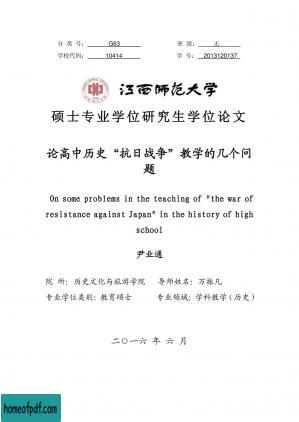 分 类 号： G63 密 级： 无
学校代码： 10414 学 号： 2013120137
江西师范大学
硕士专业学位研究生学位论文
论高中历史“抗日战争”教学的几个问
题
On some problems in the teaching of "the war of
resistance against Japan" in the history of high
school
尹业通
院 所：历史文化与旅游学院 导师姓名：万振凡
专业学位类别：教育硕士 专业领域：学科教学（历史）
二〇一六 年 六 月
homeofpdf.com